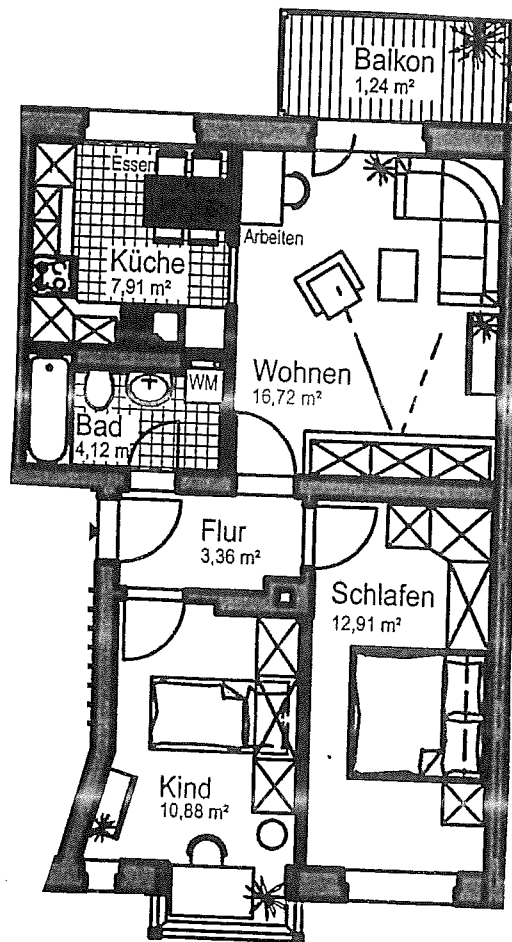 Balkon
1,24 m²
Essen
Arbeiten
Küche
7,91 m²
WM
Wohnen
16,72 m²
Bad
4,12 m
Flur
3,36 m²
Schlafen
12,91 m²
Kind
10,88 m²